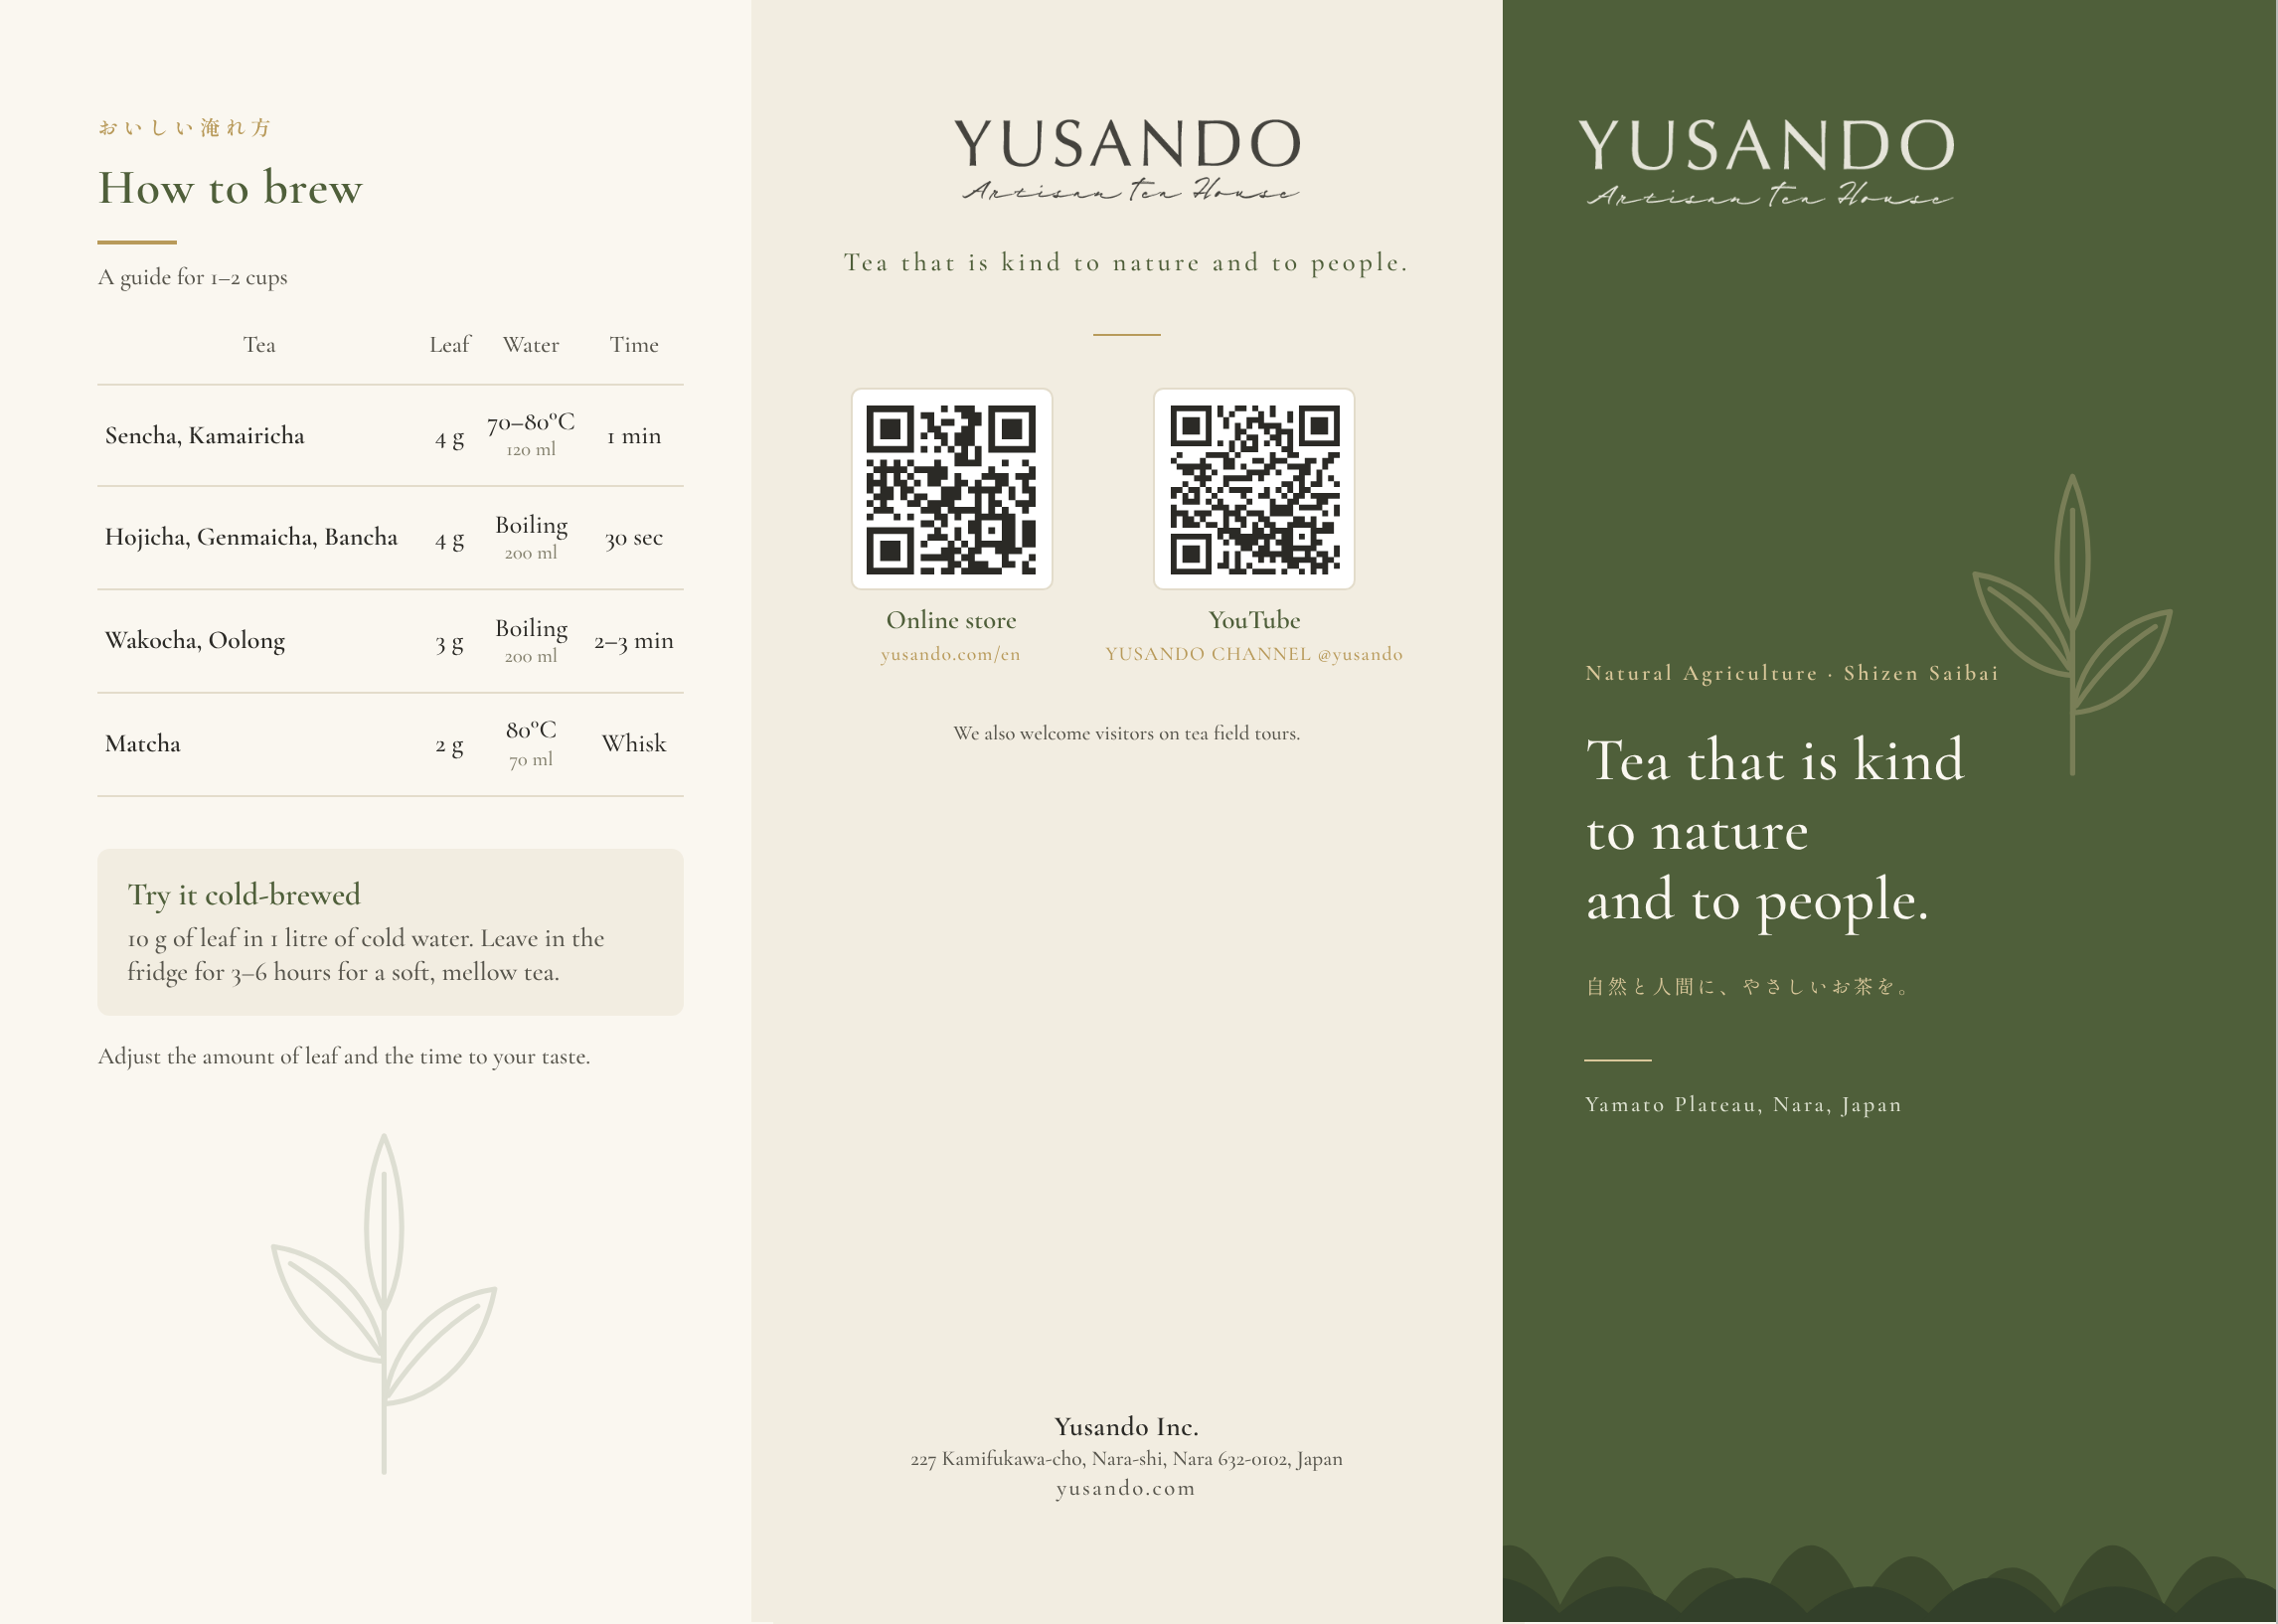 おいしい淹れ方
How to brew
A guide for 1–2 cups
Tea Leaf Water Time
Sencha, Kamairicha 4 g 70–80°C 1 min
120 ml
Hojicha, Genmaicha, Bancha 4 g Boiling 30 sec
200 ml
Wakocha, Oolong 3 g Boiling 2–3 min
200 ml
Matcha 2 g 80°C Whisk
70 ml
Try it cold-brewed
10 g of leaf in 1 litre of cold water. Leave in the
fridge for 3–6 hours for a soft, mellow tea.
Adjust the amount of leaf and the time to your taste.
YUSANDO
Artisan Tea House
Tea that is kind to nature and to people.
Online store
yusando.com/en
YouTube
YUSANDO CHANNEL @yusando
We also welcome visitors on tea field tours.
Yusando Inc.
227 Kamifukawa-cho, Nara-shi, Nara 632-0102, Japan
yusando.com
YUSANDO
Artisan Tea House
Natural Agriculture · Shizen Saibai
Tea that is kind
to nature
and to people.
自然と人間に、やさしいお茶を。
Yamato Plateau, Nara, Japan